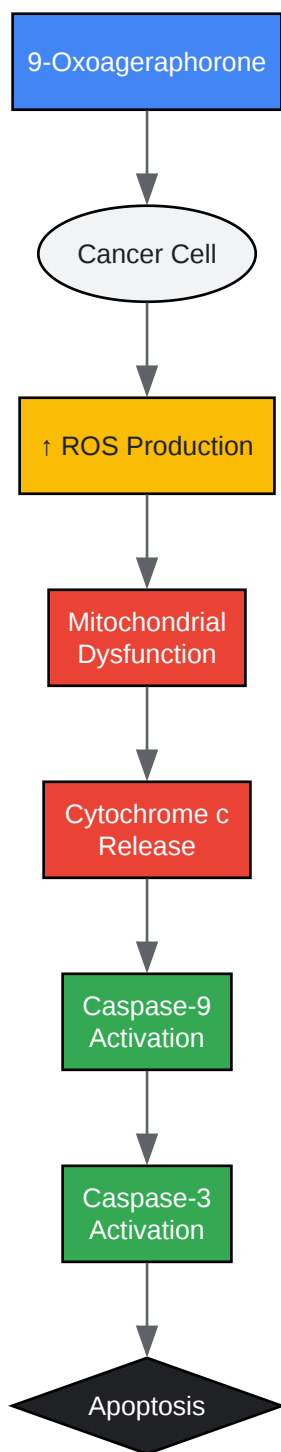 9-Oxoageraphorone
Cancer Cell
↑ ROS Production
Mitochondrial
Dysfunction
Cytochrome c
Release
Caspase-9
Activation
Caspase-3
Activation
Apoptosis